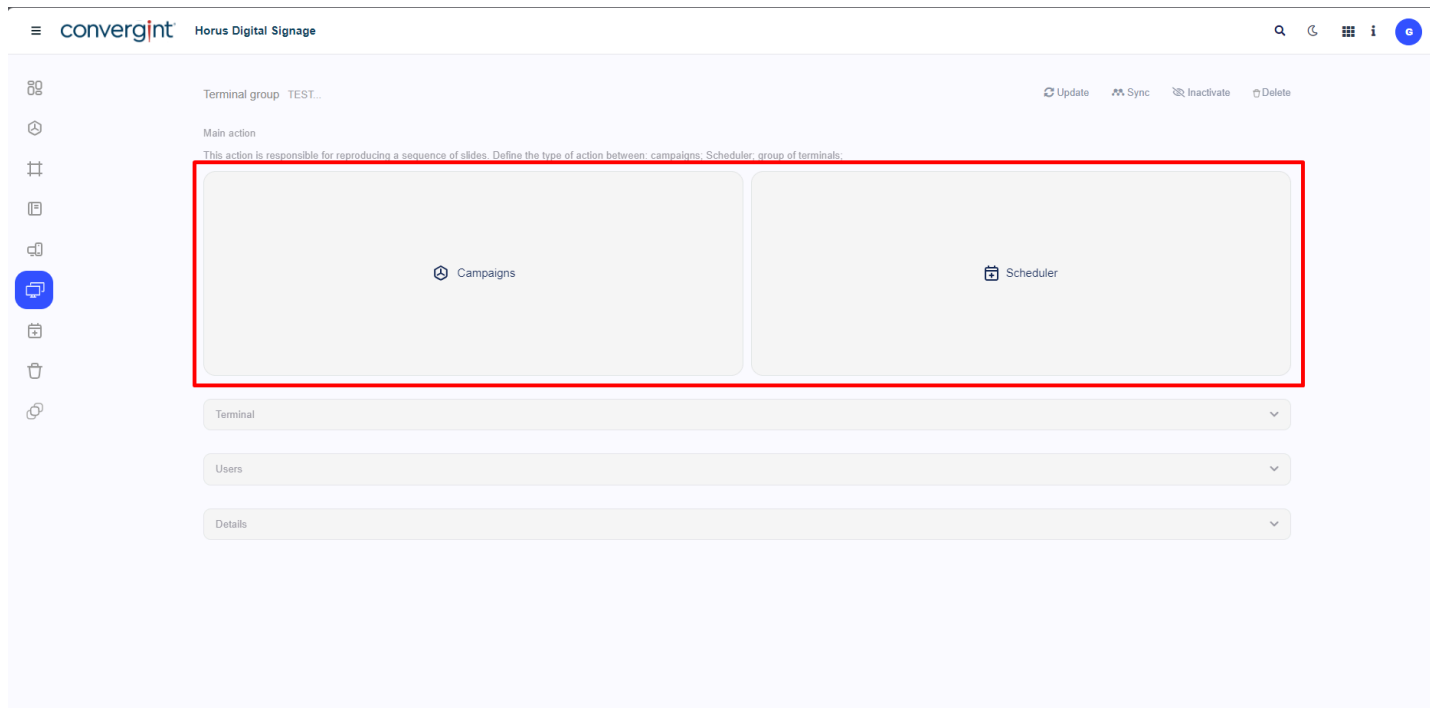 convergint Horus Digital Signage
G
Terminal group TEST...
Update Sync Inactivate Delete
Main action
This action is responsible for reproducing a sequence of slides. Define the type of action between: campaigns; Scheduler; group of terminals;
Campaigns
Scheduler
Terminal
Users
Details